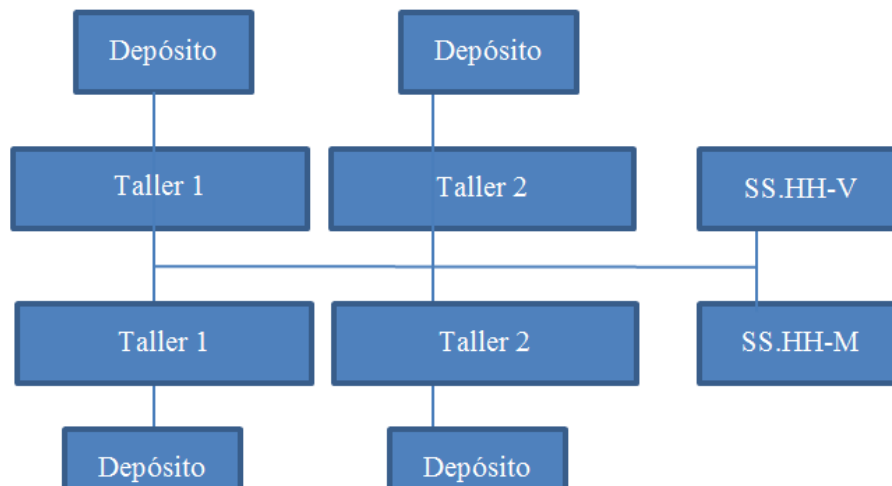 Depósito
Depósito
Taller 1
Taller 2
SS.HH-V
Taller 1
Taller 2
SS.HH-M
Depósito
Depósito